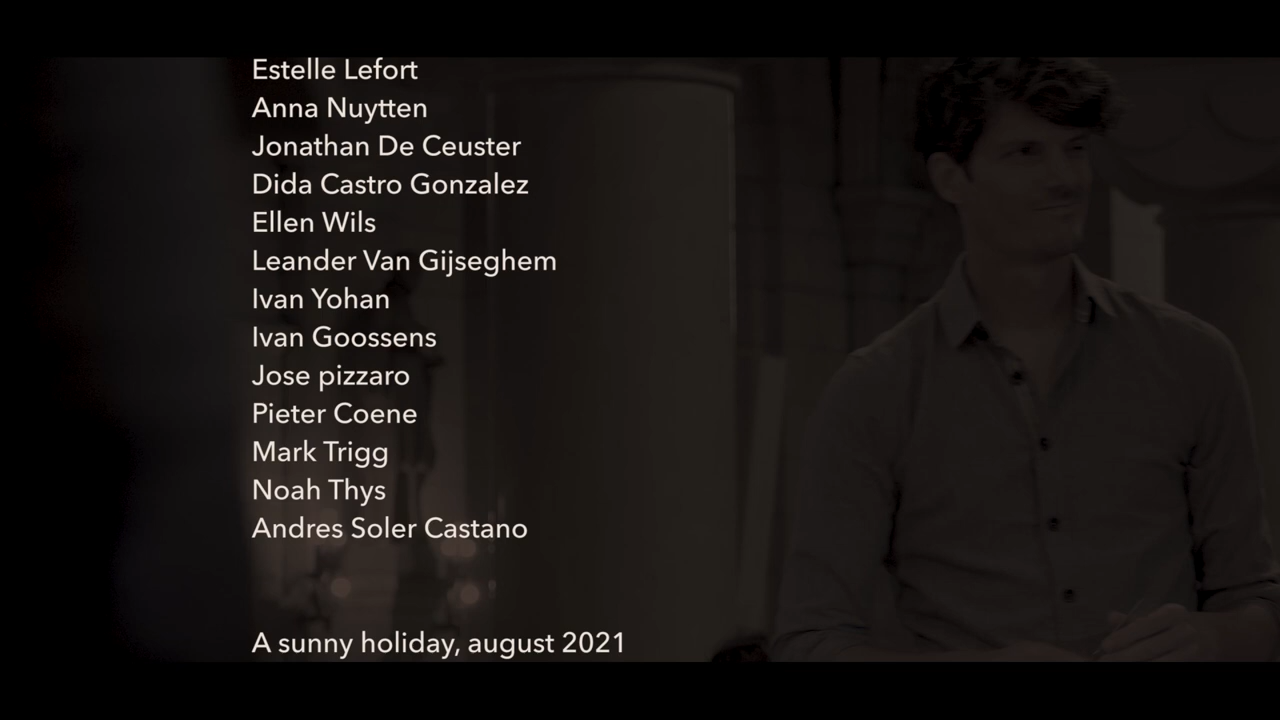 Estelle Lefort
Anna Nuytten
Jonathan De Ceuster
Dida Castro Gonzalez
Ellen Wils
Leander Van Gijseghem
Ivan Yohan
Ivan Goossens
Jose pizzaro
Pieter Coene
Mark Trigg
Noah Thys
Andres Soler Castano
A sunny holiday, august 2021